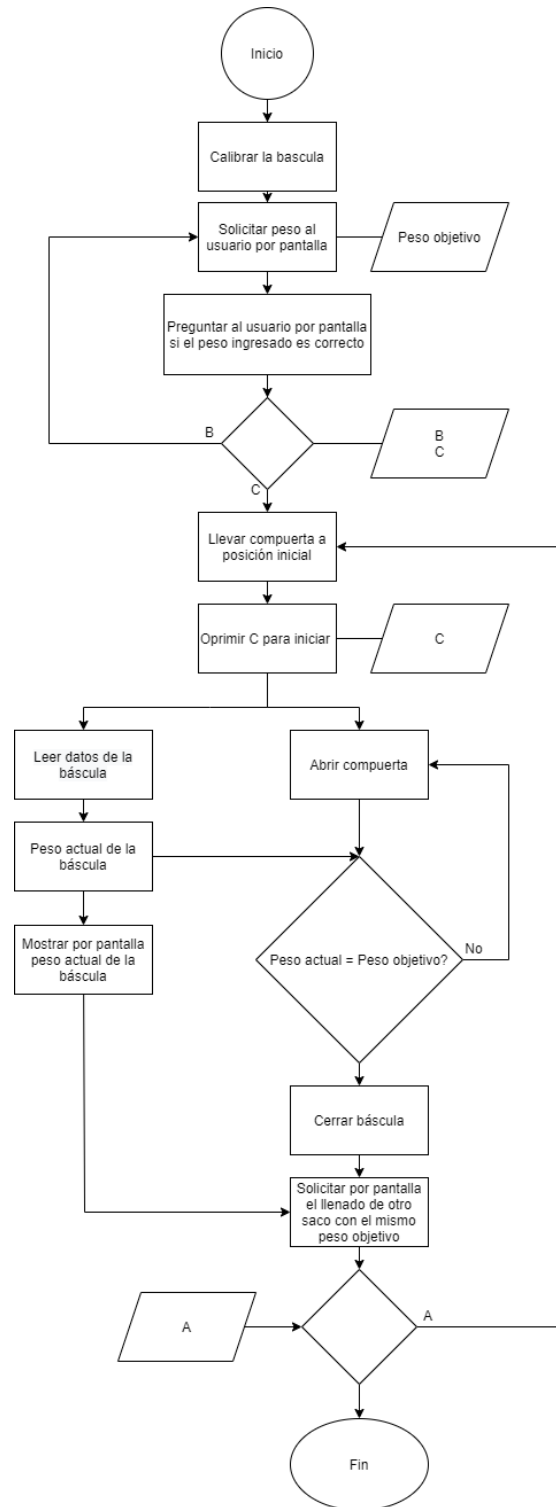 Inicio
Calibrar la bascula
Solicitar peso al
usuario por pantalla
Peso objetivo
Preguntar al usuario por pantalla
si el peso ingresado es correcto
B
B
C
C
Llevar compuerta a
posición inicial
Oprimir C para iniciar
C
Leer datos de la
báscula
Abrir compuerta
Peso actual de la
báscula
Mostrar por pantalla
peso actual de la
báscula
No
Peso actual = Peso objetivo?
Cerrar báscula
Solicitar por pantalla
el llenado de otro
saco con el mismo
peso objetivo
A
A
Fin